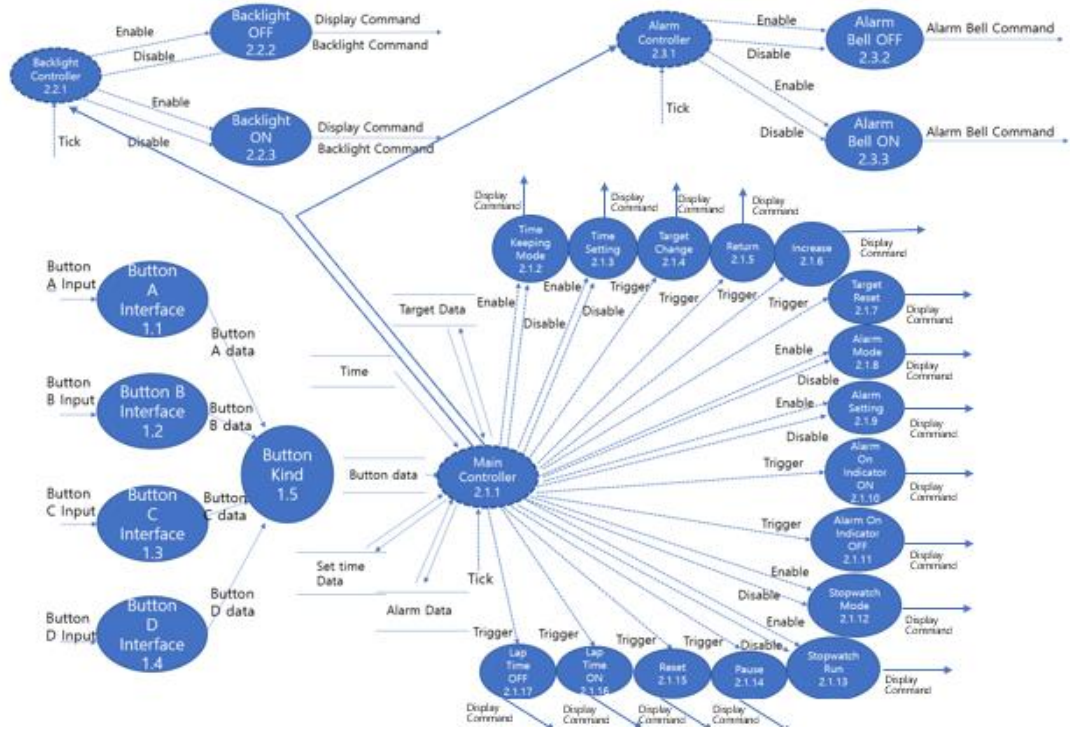 Backlight
OFF
2.2.2
Enable
Disable
Display Command
Backlight Command
Backlight
Controller
2.2.1
Enable
Disable
Tick
Backlight
ON
2.2.3
Display Command
Backlight Command
Alarm
Controller
2.3.1
Enable
Disable
Alarm
Bell OFF
2.3.2
Alarm Bell Command
Tick
Enable
Disable
Alarm
Bell ON
2.3.3
Alarm Bell Command
Display
Command
Display
Command
Display
Command
Display
Command
Time
Keeping
Mode
2.1.2
Time
Setting
2.1.3
Target
Change
2.1.4
Return
2.1.5
Increase
2.1.6
Display
Command
Enable
Disable
Enable
Disable
Trigger
Trigger
Trigger
Trigger
Target
Reset
2.1.7
Display
Command
Enable
Disable
Alarm
Mode
2.1.8
Display
Command
Enable
Disable
Alarm
Setting
2.1.9
Display
Command
Trigger
Alarm
On
Indicator
ON
2.1.10
Display
Command
Trigger
Alarm On
Indicator
OFF
2.1.11
Display
Command
Enable
Disable
Stopwatch
Mode
2.1.12
Display
Command
Enable
Disable
Stopwatch
Run
2.1.13
Display
Command
Button
A Input
Button
A
Interface
1.1
Button
A data
Button
B Input
Button B
Interface
1.2
Button
B data
Button
Kind
1.5
Button
C Input
Button
C
Interface
1.3
Button
C data
Button
D Input
Button
D
Interface
1.4
Button
D data
Target Data
Time
Button data
Main
Controller
2.1.1
Set time
Data
Alarm Data
Tick
Trigger
Trigger
Trigger
Trigger
Lap
Time
OFF
2.1.17
Lap
Time
ON
2.1.16
Reset
2.1.15
Pause
2.1.14
Display
Command
Display
Command
Display
Command
Display
Command